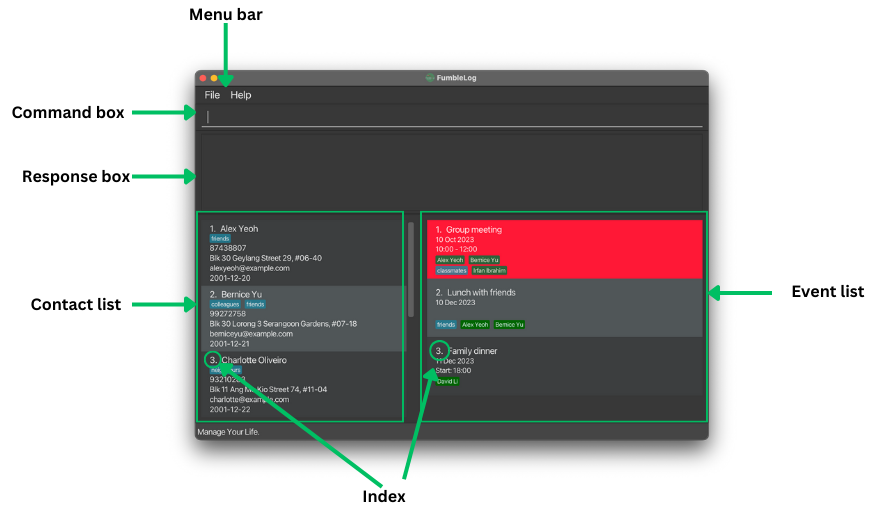 Menu bar
FumbleLog
File Help
Command box
Response box
Contact list
1. Alex Yeoh
friends
87438807
Blk 30 Geylang Street 29, #06-40
alexyeoh@example.com
2001-12-20
2. Bernice Yu
colleagues friends
99272758
Blk 30 Lorong 3 Serangoon Gardens, #07-18
berniceyu@example.com
2001-12-21
3. Charlotte Oliveiro
93210283
Blk 11 Ang Mo Kio Street 74, #11-04
charlotte@example.com
2001-12-22
1. Group meeting
10 Oct 2023
10:00 - 12:00
Alex Yeoh Bernice Yu
classmates Irfan Ibrahim
2. Lunch with friends
10 Dec 2023
friends Alex Yeoh Bernice Yu
3. Family dinner
11 Dec 2023
Start: 18:00
David Li
Event list
Manage Your Life.
Index